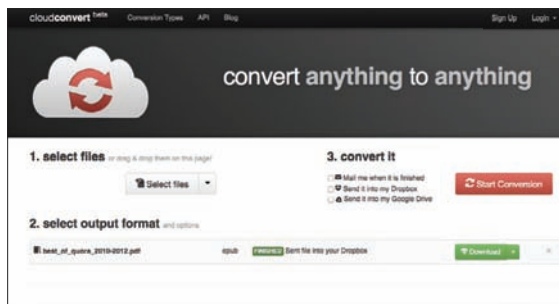 cloudconvert beta Conversion Types API Blog Sign Up Login
convert anything to anything
1. select files or drag & drop them on this page!
Select files
2. select output format and options
3. convert it
Mail me when it is finished
Send it into my Dropbox
Send it into my Google Drive
Start Conversion
best_of_quora_2010-2012.pdf epub FINISHED Sent file into your Dropbox Download ×